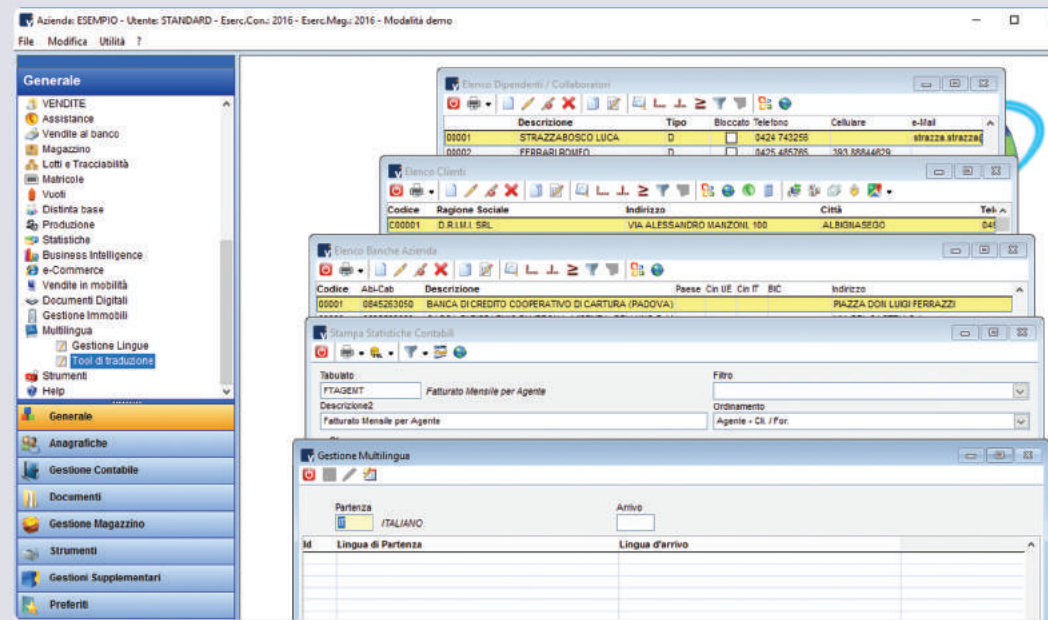 Azienda: ESEMPIO - Utente: STANDARD - Eserc.Con.: 2016 - Eserc.Mag.: 2016 - Modalità demo
File Modifica Utilità ?
Generale
VENDITE
Assistance
Vendite al banco
Magazzino
Lotti e Tracciabilità
Matricole
Vuoti
Distinta base
Produzione
Statistiche
Business Intelligence
e-Commerce
Vendite in mobilità
Documenti Digitali
Gestione Immobili
Multilingua
Gestione Lingue
Tool di traduzione
Strumenti
Help
Generale
Anagrafiche
Gestione Contabile
Documenti
Gestione Magazzino
Strumenti
Gestioni Supplementari
Preferiti
Elenco Dipendenti / Collaboratori
Descrizione Tipo Bloccato Telefono Cellulare e-Mail
00001 STRAZZABOSCO LUCA D 0424 743256
00002 FERRARI ROMEO D 0425 485765 393 88844629
Elenco Clienti
Codice Ragione Sociale Indirizzo Città
C00001 D.R.I.M.I. SRL VIA ALESSANDRO MANZONI, 100 ALBIGNASEGO
Elenco Banche Azienda
Codice Abi-Cab Descrizione Paese Cin UE Cin IT BIC Indirizzo
00001 0845263050 BANCA DI CREDITO COOPERATIVO DI CARTURA (PADOVA) PIAZZA DON LUIGI FERRAZZI
Stampa Statistiche Contabili
Tabulato Filtro
FTAGEMT Fatturato Mensile per Agente
Descrizione2 Ordinamento
Fatturato Mensile per Agente Agente + Cli. / For.
Gestione Multilingua
Partenza Arrivo
IT ITALIANO
Id Lingua di Partenza Lingua d'arrivo